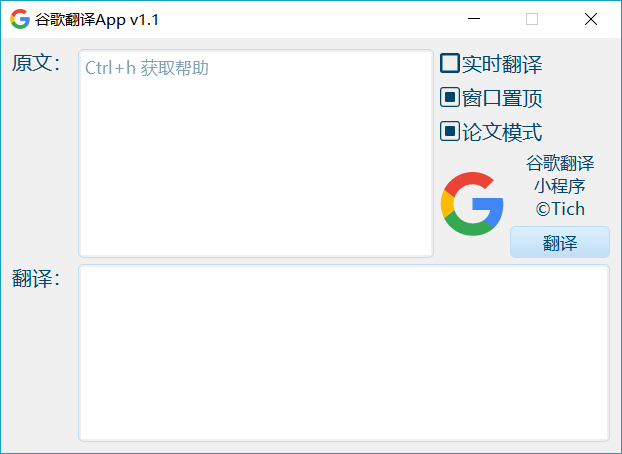 谷歌翻译App v1.1
原文：
Ctrl+h 获取帮助
实时翻译
窗口置顶
论文模式
谷歌翻译
小程序
©Tich
翻译
翻译：